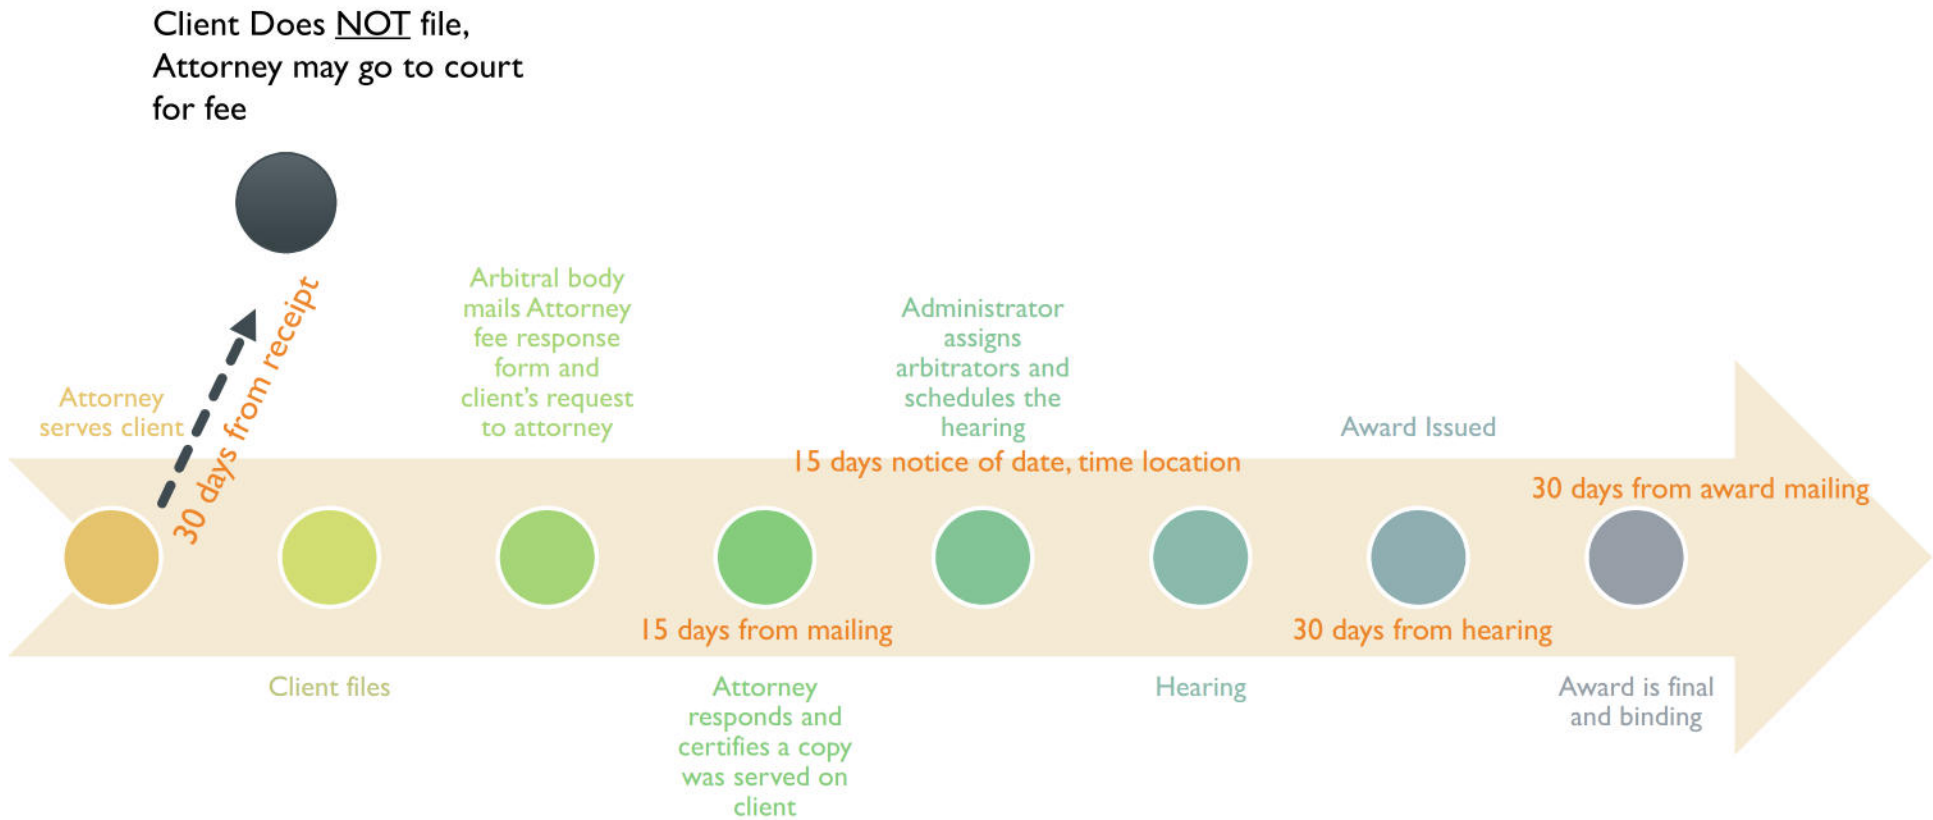 Client Does NOT file,
Attorney may go to court
for fee
30 days from receipt
Attorney
serves client
Client files
Arbitral body
mails Attorney
fee response
form and
client's request
to attorney
15 days from mailing
Attorney
responds and
certifies a copy
was served on
client
Administrator
assigns
arbitrators and
schedules the
hearing
15 days notice of date, time location
Hearing
Award Issued
30 days from hearing
30 days from award mailing
Award is final
and binding